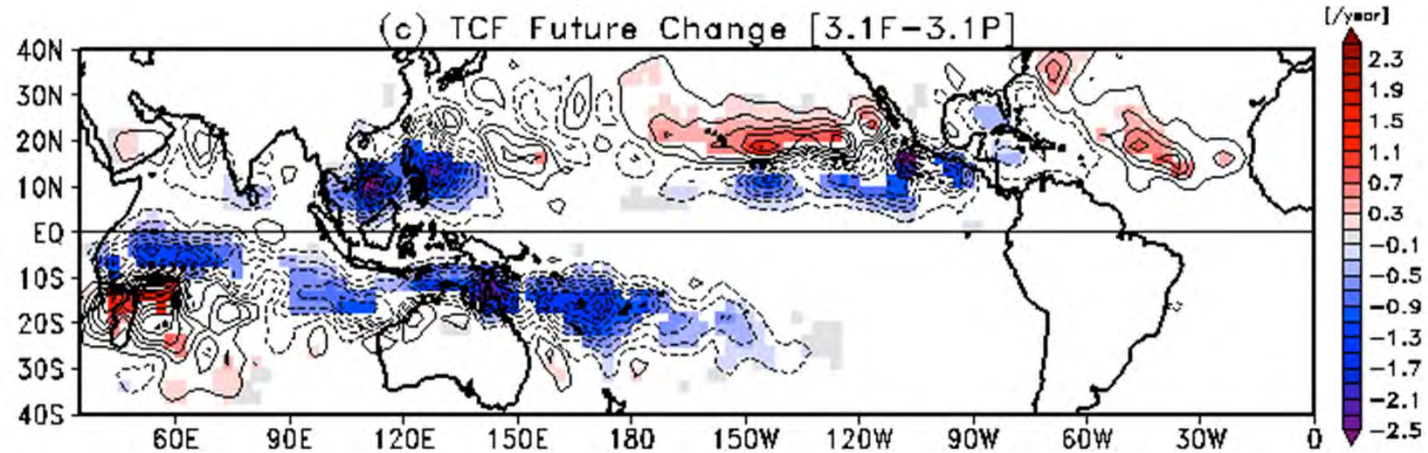 (c) TCF Future Change [3.1F-3.1P]
[/year]
40N
30N
20N
10N
EQ
10S
20S
30S
40S
60E 90E 120E 150E 180 150W 120W 90W 60W 30W 0
2.3
1.9
1.5
1.1
0.7
0.3
-0.1
-0.5
-0.9
-1.3
-1.7
-2.1
-2.5